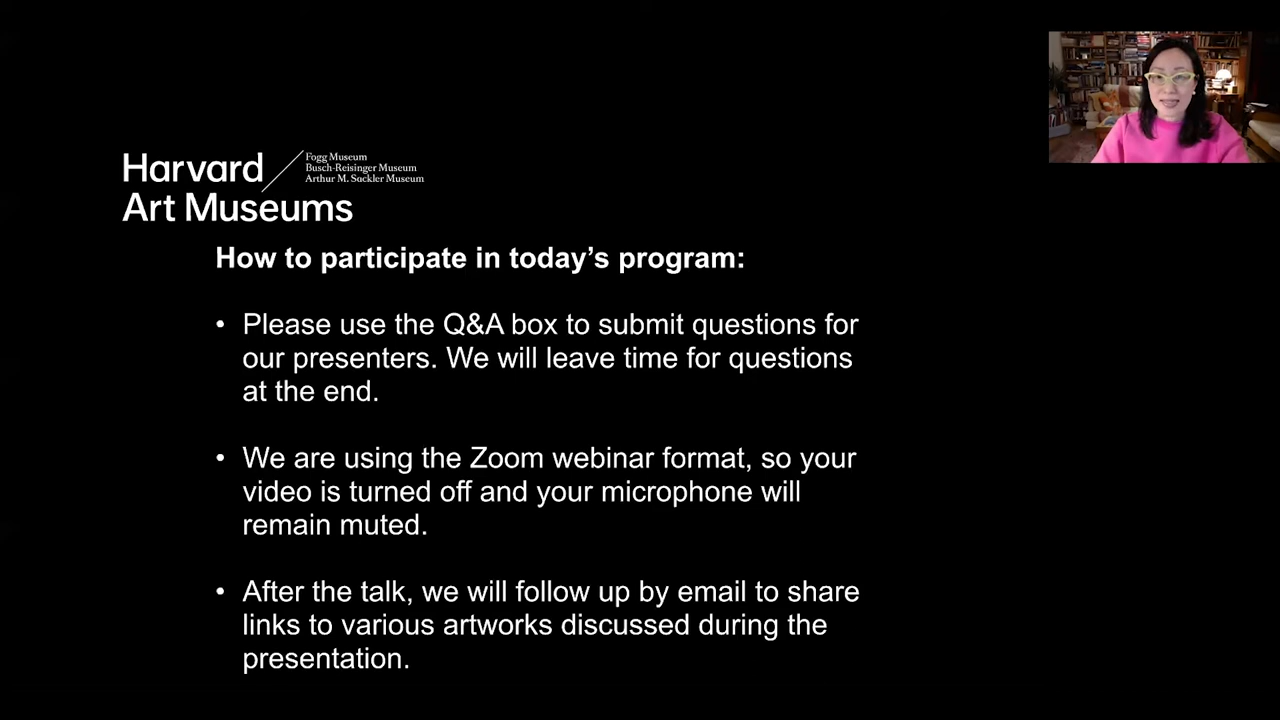 Harvard
Art Museums
Fogg Museum
Busch-Reisinger Museum
Arthur M. Sackler Museum
How to participate in today’s program:
• Please use the Q&A box to submit questions for
our presenters. We will leave time for questions
at the end.
• We are using the Zoom webinar format, so your
video is turned off and your microphone will
remain muted.
• After the talk, we will follow up by email to share
links to various artworks discussed during the
presentation.